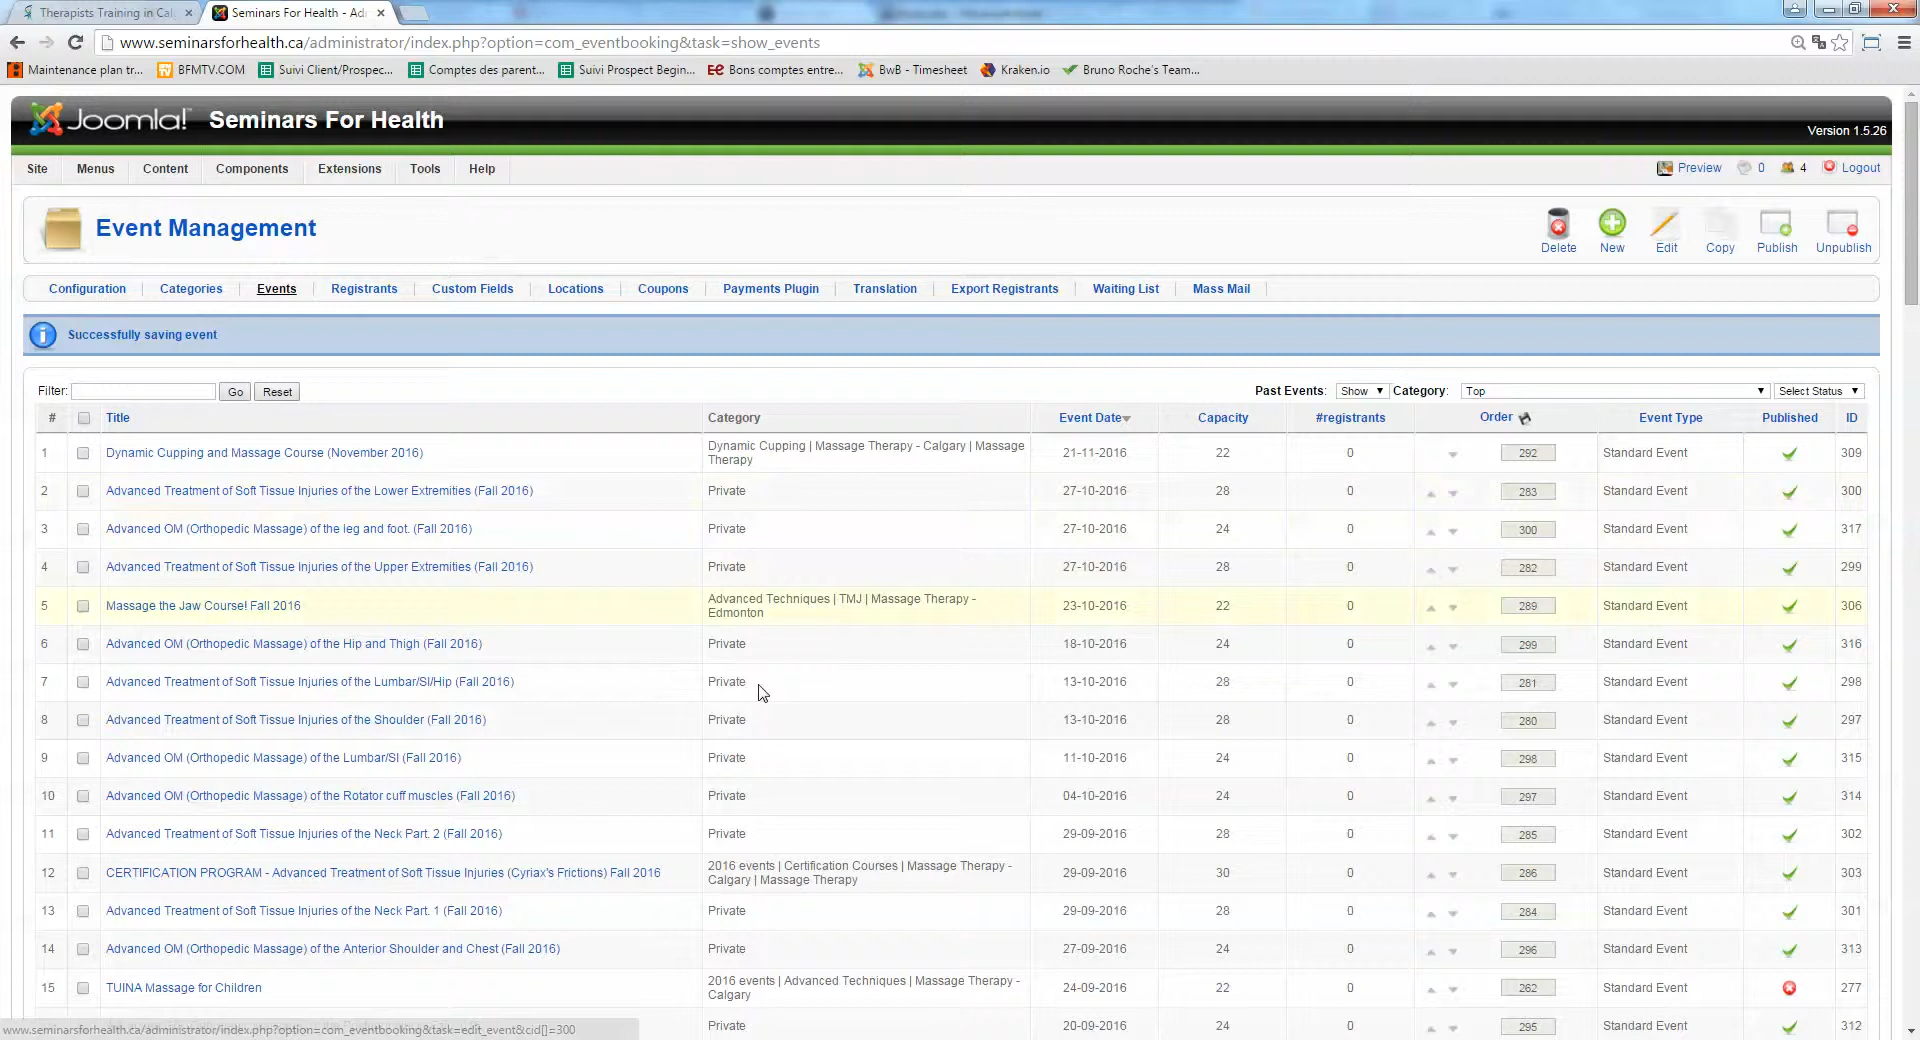 Therapists Training in Cal
Seminars For Health - Ad
www.seminarsforhealth.ca/administrator/index.php?option=com_eventbooking&task=show_events
Maintenance plan tr... BFMTV.COM Suivi Client/Prospec... Comptes des parent... Suivi Prospect Begin... Bons comptes entre... BwB - Timesheet Kraken.io Bruno Roche's Team...
Joomla! Seminars For Health
Version 1.5.26
Site Menus Content Components Extensions Tools Help Preview 0 4 Logout
Event Management
Delete New Edit Copy Publish Unpublish
Configuration Categories Events Registrants Custom Fields Locations Coupons Payments Plugin Translation Export Registrants Waiting List Mass Mail
Successfully saving event
Filter: Go Reset Past Events: Show Category: Top Select Status
# Title Category Event Date Capacity #registrants Order Event Type Published ID
1 Dynamic Cupping and Massage Course (November 2016) Dynamic Cupping | Massage Therapy - Calgary | Massage Therapy 21-11-2016 22 0 292 Standard Event 309
2 Advanced Treatment of Soft Tissue Injuries of the Lower Extremities (Fall 2016) Private 27-10-2016 28 0 283 Standard Event 300
3 Advanced OM (Orthopedic Massage) of the leg and foot. (Fall 2016) Private 27-10-2016 24 0 300 Standard Event 317
4 Advanced Treatment of Soft Tissue Injuries of the Upper Extremities (Fall 2016) Private 27-10-2016 28 0 282 Standard Event 299
5 Massage the Jaw Course! Fall 2016 Advanced Techniques | TMJ | Massage Therapy - Edmonton 23-10-2016 22 0 289 Standard Event 306
6 Advanced OM (Orthopedic Massage) of the Hip and Thigh (Fall 2016) Private 18-10-2016 24 0 299 Standard Event 316
7 Advanced Treatment of Soft Tissue Injuries of the Lumbar/SI/Hip (Fall 2016) Private 13-10-2016 28 0 281 Standard Event 298
8 Advanced Treatment of Soft Tissue Injuries of the Shoulder (Fall 2016) Private 13-10-2016 28 0 280 Standard Event 297
9 Advanced OM (Orthopedic Massage) of the Lumbar/SI (Fall 2016) Private 11-10-2016 24 0 298 Standard Event 315
10 Advanced OM (Orthopedic Massage) of the Rotator cuff muscles (Fall 2016) Private 04-10-2016 24 0 297 Standard Event 314
11 Advanced Treatment of Soft Tissue Injuries of the Neck Part. 2 (Fall 2016) Private 29-09-2016 28 0 285 Standard Event 302
12 CERTIFICATION PROGRAM - Advanced Treatment of Soft Tissue Injuries (Cyriax's Frictions) Fall 2016 2016 events | Certification Courses | Massage Therapy - Calgary | Massage Therapy 29-09-2016 30 0 286 Standard Event 303
13 Advanced Treatment of Soft Tissue Injuries of the Neck Part. 1 (Fall 2016) Private 29-09-2016 28 0 284 Standard Event 301
14 Advanced OM (Orthopedic Massage) of the Anterior Shoulder and Chest (Fall 2016) Private 27-09-2016 24 0 296 Standard Event 313
15 TUINA Massage for Children 2016 events | Advanced Techniques | Massage Therapy - Calgary 24-09-2016 22 0 262 Standard Event 277
Private 20-09-2016 24 0 295 Standard Event 312
www.seminarsforhealth.ca/administrator/index.php?option=com_eventbooking&task=edit_event&cid[]=300